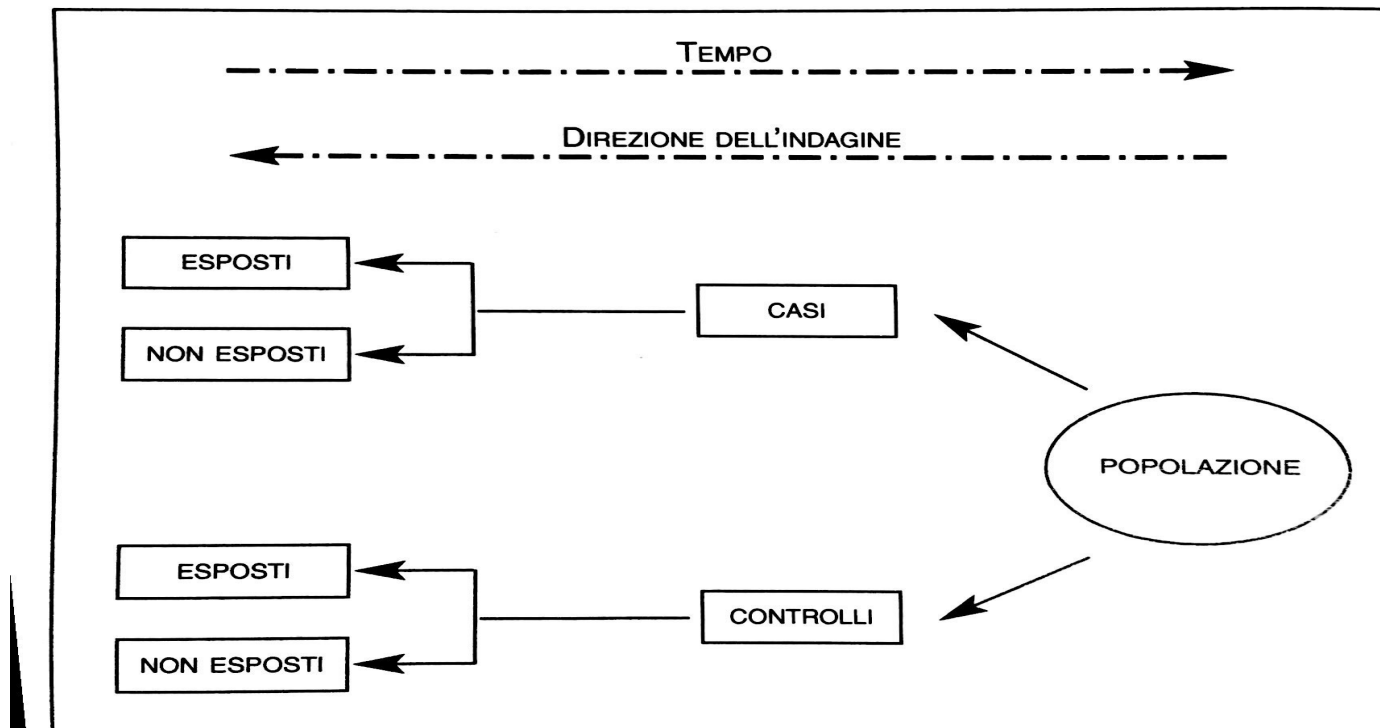 TEMPO
DIREZIONE DELL'INDAGINE
ESPOSTI
NON ESPOSTI
CASI
POPOLAZIONE
ESPOSTI
NON ESPOSTI
CONTROLLI